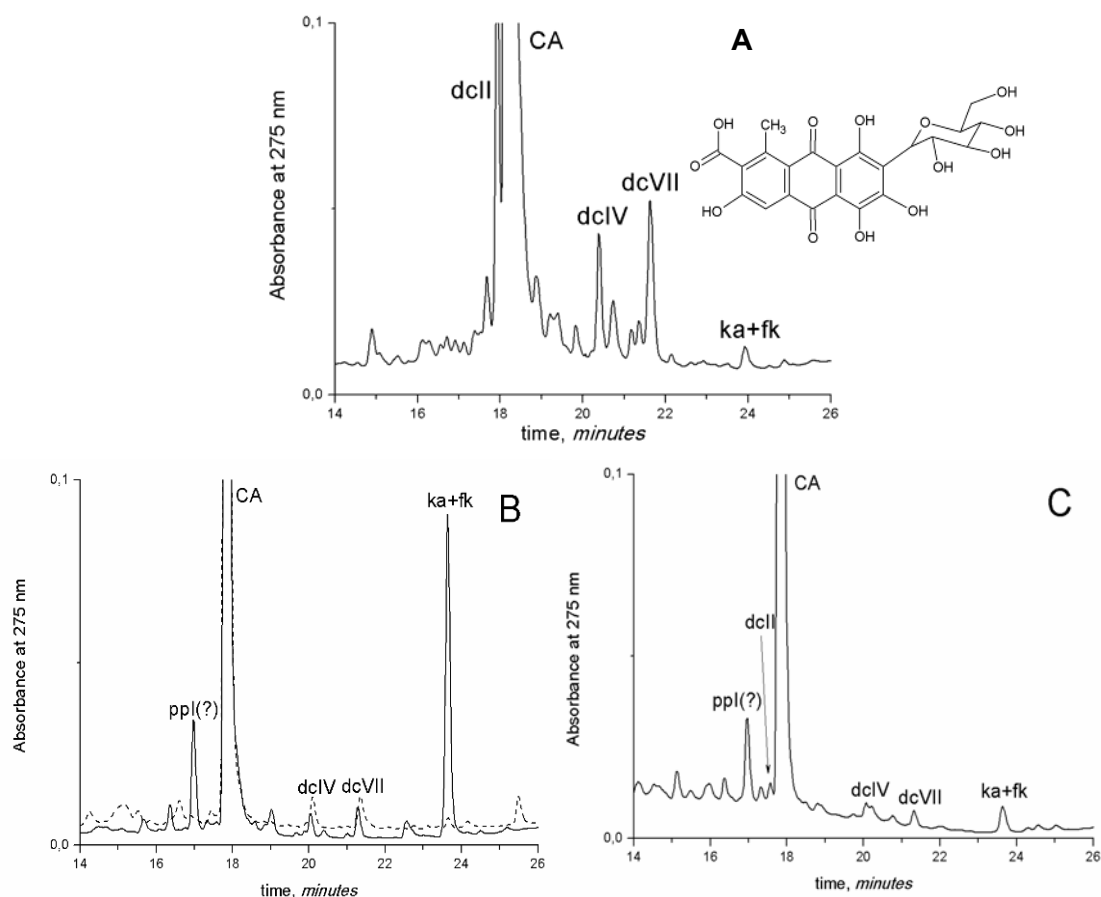 0,1
CA
A
dcII
dcVII
dcIV
ka+fk
Absorbance at 275 nm
0,0
14 16 18 20 22 24 26
time, minutes
OH
O
HO
CH3
O
O
OH
OH
OH
O
OH
OH
OH
OH
0,1
CA
ka+fk
B
ppI(?)
dcIV dcVII
Absorbance at 275 nm
0,0
14 16 18 20 22 24 26
time, minutes
0,1
CA
C
dcII
ppI(?)
dcIV
dcVII
ka+fk
Absorbance at 275 nm
0,0
14 16 18 20 22 24 26
time, minutes